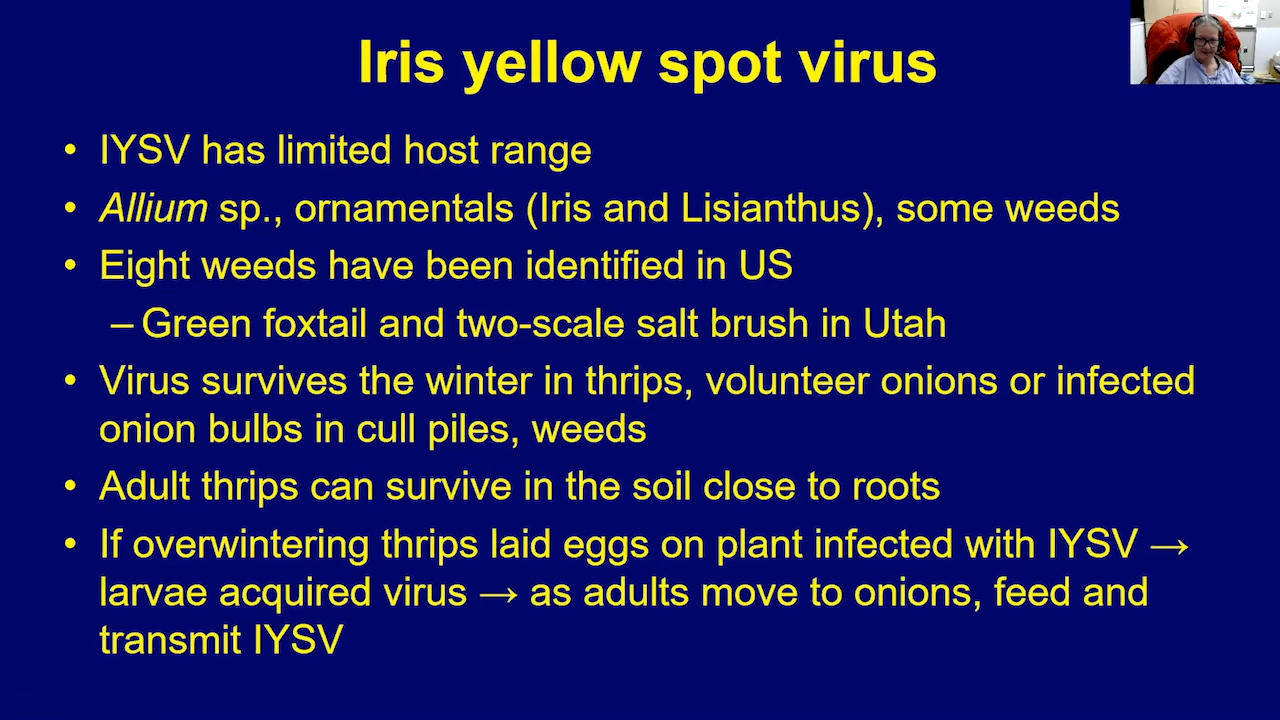 Iris yellow spot virus
• IYSV has limited host range
• Allium sp., ornamentals (Iris and Lisianthus), some weeds
• Eight weeds have been identified in US
– Green foxtail and two-scale salt brush in Utah
• Virus survives the winter in thrips, volunteer onions or infected
onion bulbs in cull piles, weeds
• Adult thrips can survive in the soil close to roots
• If overwintering thrips laid eggs on plant infected with IYSV →
larvae acquired virus → as adults move to onions, feed and
transmit IYSV